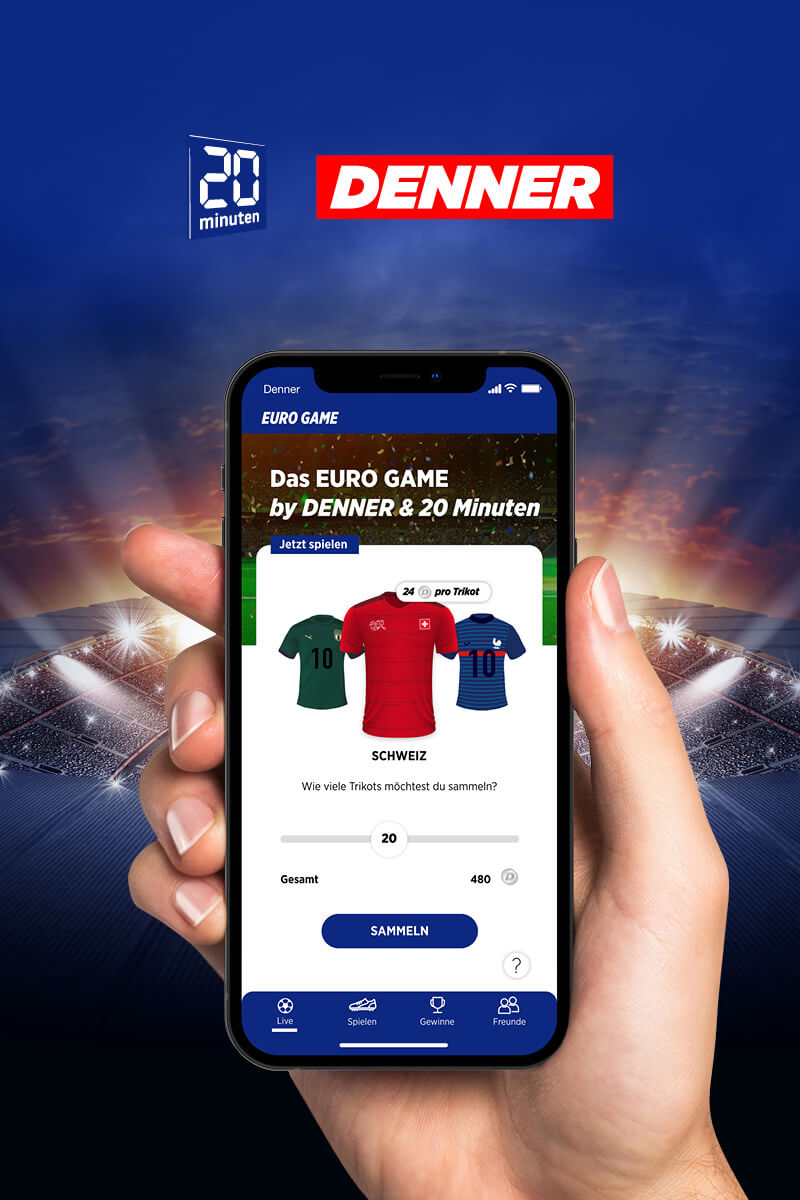 20
minuten
DENNER
Denner
EURO GAME
Das EURO GAME
by DENNER & 20 Minuten
Jetzt spielen
24 D pro Trikot
10
10
SCHWEIZ
Wie viele Trikots möchtest du sammeln?
20
Gesamt
480 D
SAMMELN
?
Live
Spielen
Gewinne
Freunde